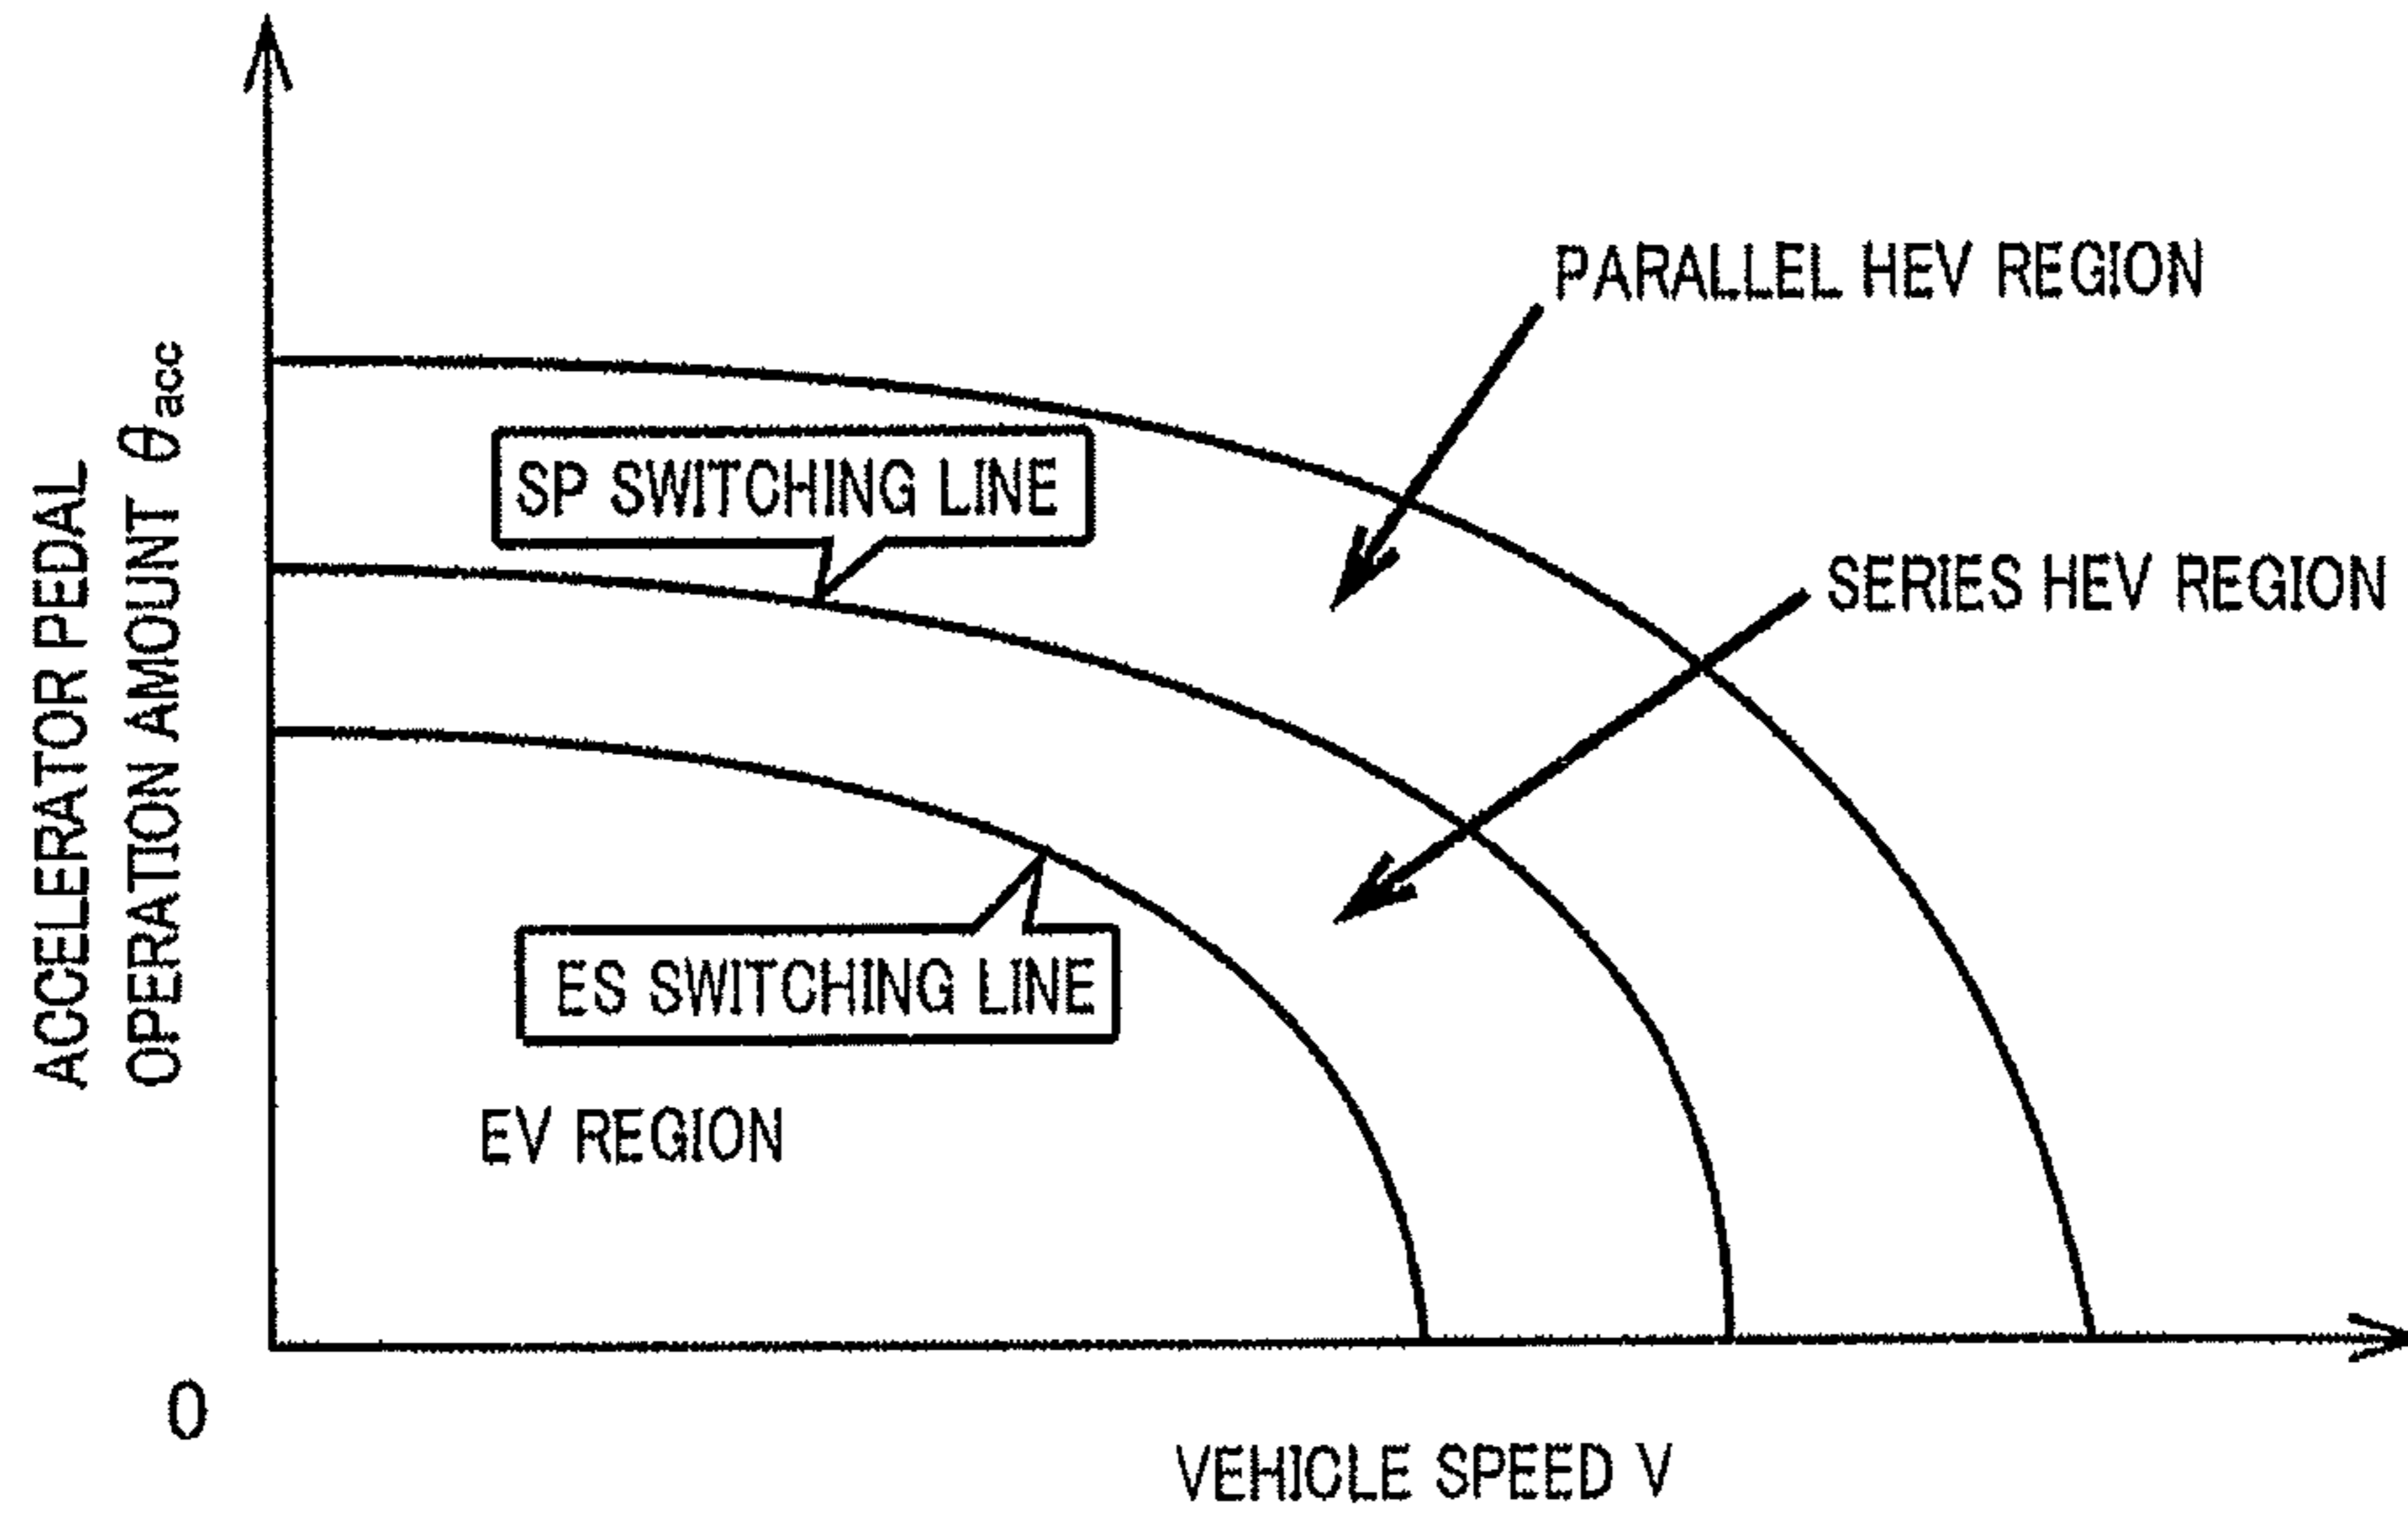 PARALLEL HEV REGION
SP SWITCHING LINE
SERIES HEV REGION
ACCELERATOR PEDAL
OPERATION AMOUNT θacc
ES SWITCHING LINE
EV REGION
0
VEHICLE SPEED V